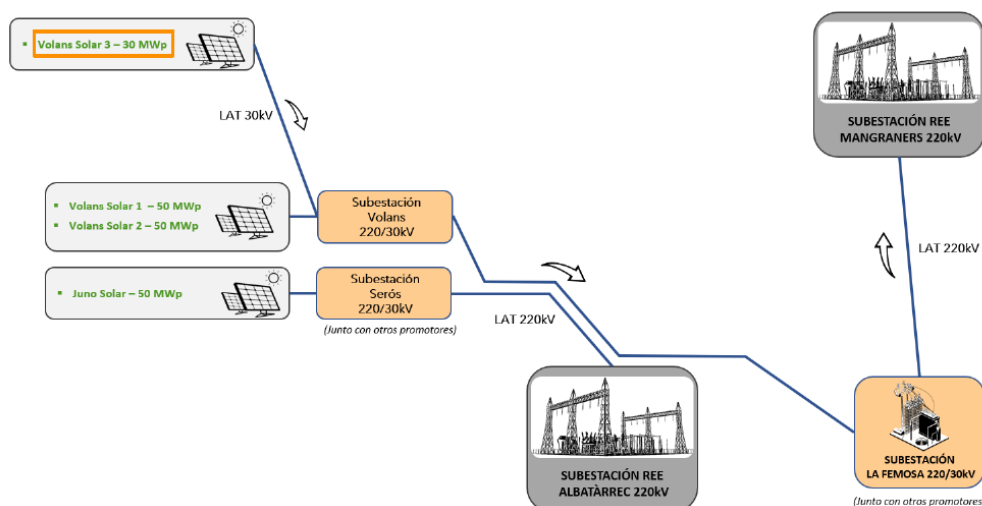 ▪ Volans Solar 3 – 30 MWp
LAT 30kV
▪ Volans Solar 1 – 50 MWp
▪ Volans Solar 2 – 50 MWp
Subestación
Volans
220/30kV
▪ Juno Solar – 50 MWp
Subestación
Serós
220/30kV
(Junto con otros promotores)
LAT 220kV
SUBESTACIÓN REE
ALBATÀRREC 220kV
SUBESTACIÓN REE
MANGRANERS 220kV
LAT 220kV
SUBESTACIÓN
LA FEMOSA 220/30kV
(Junto con otros promotores